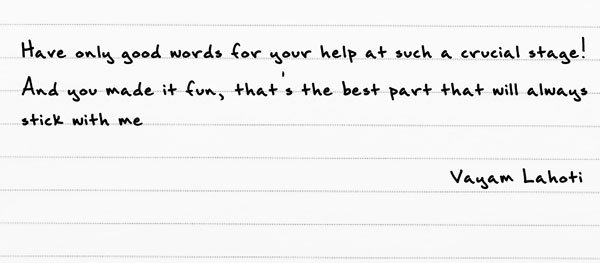 Have only good words for your help at such a crucial stage!
And you made it fun, that's the best part that will always
stick with me
Vayam Lahoti